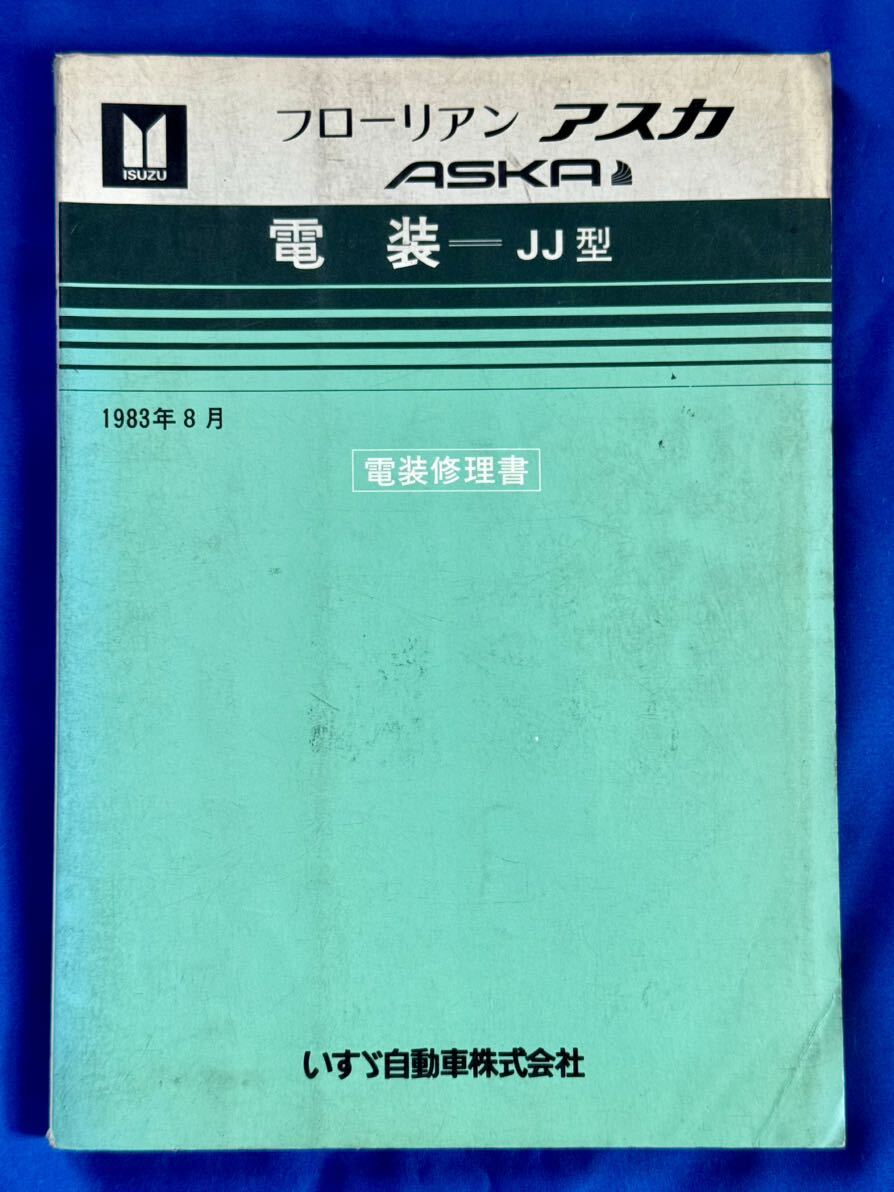 ISUZU
フローリアン アスカ
ASKA
電 装 ═ JJ型
1983年8月
電装修理書
いすゞ自動車株式会社